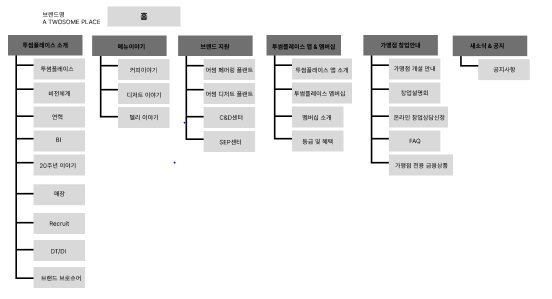 브랜드명
A TWOSOME PLACE
홈
투썸플레이스 소개
투썸플레이스
비전체계
연혁
BI
20주년 이야기
매장
Recruit
DT/DI
브랜드 브로슈어
메뉴이야기
커피이야기
디저트 이야기
델리 이야기
브랜드 지원
어썸 페어링 플랜트
어썸 디저트 플랜트
C&D센터
SEP센터
투썸플레이스 앱 & 멤버십
투썸플레이스 앱 소개
투썸플레이스 멤버십
멤버십 소개
등급 및 혜택
가맹점 창업안내
가맹점 개설 안내
창업설명회
온라인 창업상담신청
FAQ
가맹점 전용 금융상품
새소식 & 공지
공지사항